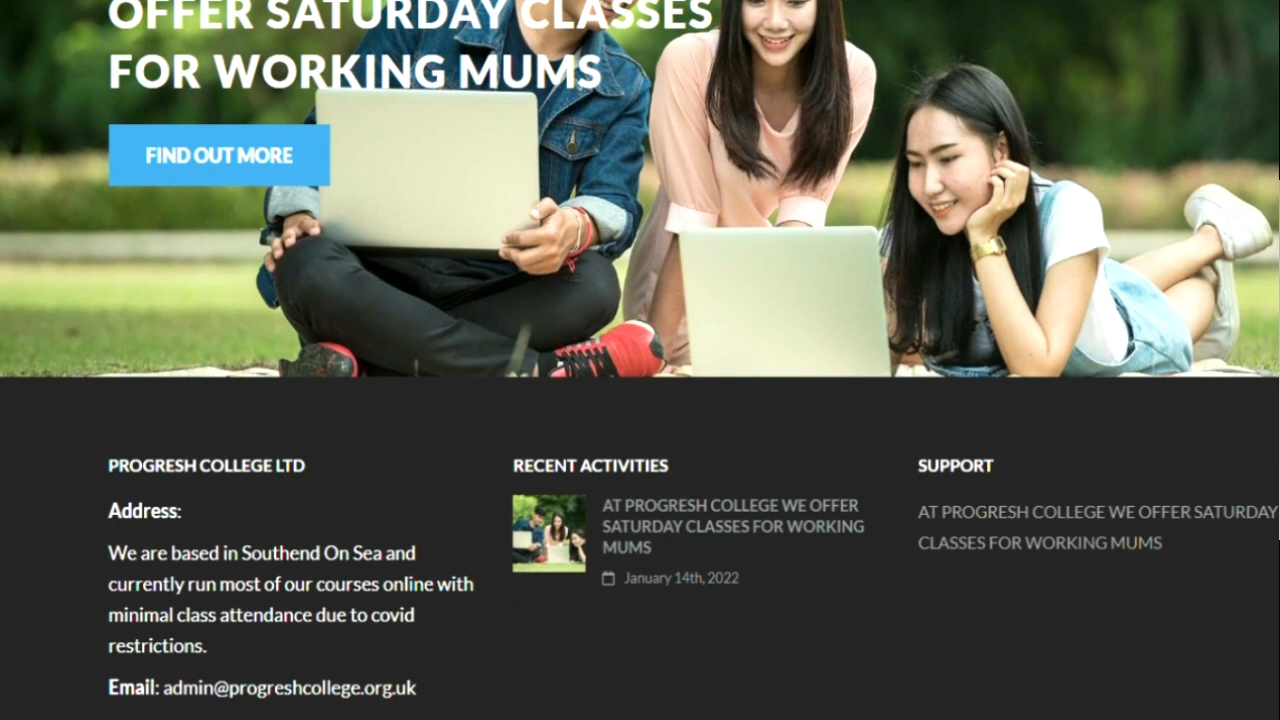 OFFER SATURDAY CLASSES
FOR WORKING MUMS
FIND OUT MORE
PROGRESH COLLEGE LTD
Address:
We are based in Southend On Sea and
currently run most of our courses online with
minimal class attendance due to covid
restrictions.
Email: admin@progreshcollege.org.uk
RECENT ACTIVITIES
AT PROGRESH COLLEGE WE OFFER
SATURDAY CLASSES FOR WORKING
MUMS
January 14th, 2022
SUPPORT
AT PROGRESH COLLEGE WE OFFER SATURDAY
CLASSES FOR WORKING MUMS